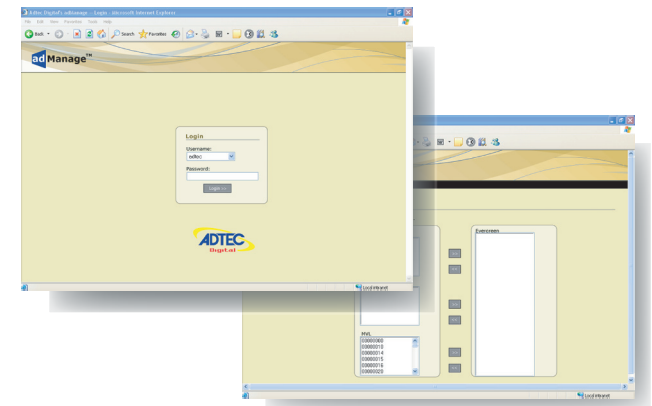 Adtec Digital's adManage - Login - Microsoft Internet Explorer
File Edit View Favorites Tools Help
Back Search Favorites
adManage™
Login
Username:
adtec
Password:
Login >>
ADTEC
Digital
Local intranet
Evergreen
>>
<<
>>
<<
MVL
00000000
00000010
00000014
00000015
00000016
00000020
>>
<<
Local intranet